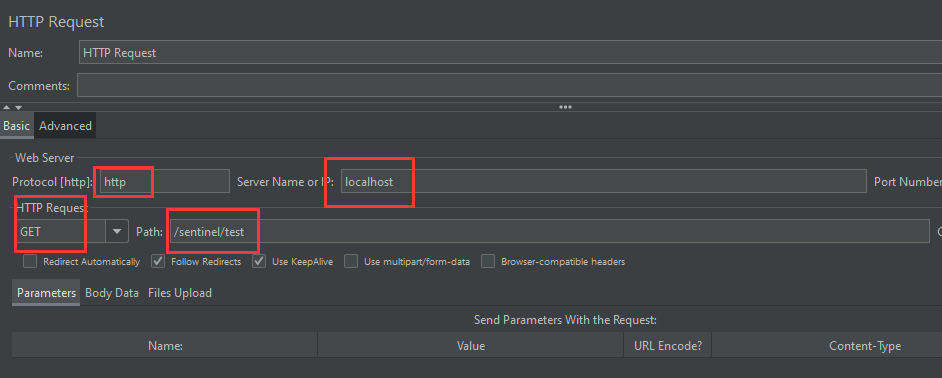 HTTP Request
Name: HTTP Request
Comments:
Basic Advanced
Web Server
Protocol [http]: http Server Name or IP: localhost Port Number
HTTP Request
GET Path: /sentinel/test
Redirect Automatically Follow Redirects Use KeepAlive Use multipart/form-data Browser-compatible headers
Parameters Body Data Files Upload
Send Parameters With the Request:
Name: Value URL Encode? Content-Type